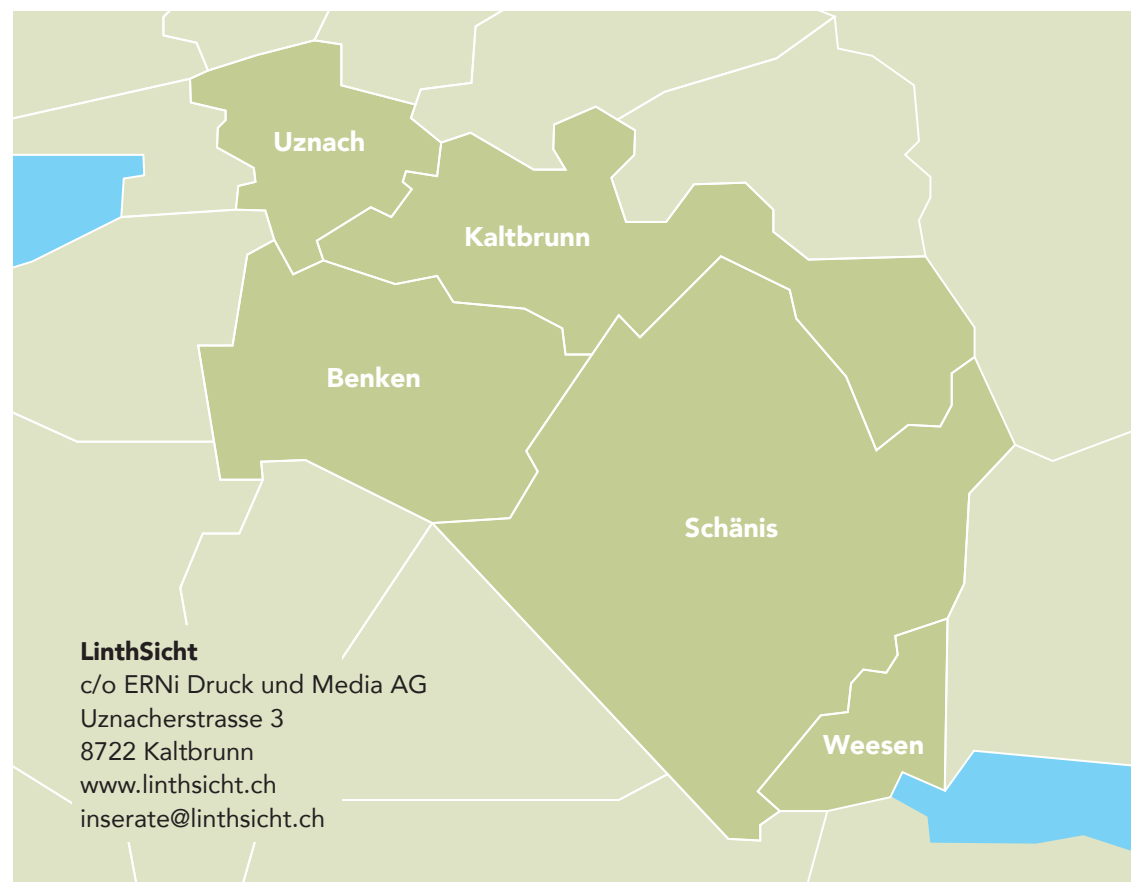 Uznach
Kaltbrunn
Benken
Schänis
Weesen
LinthSicht
c/o ERNi Druck und Media AG
Uznacherstrasse 3
8722 Kaltbrunn
www.linthsicht.ch
inserate@linthsicht.ch